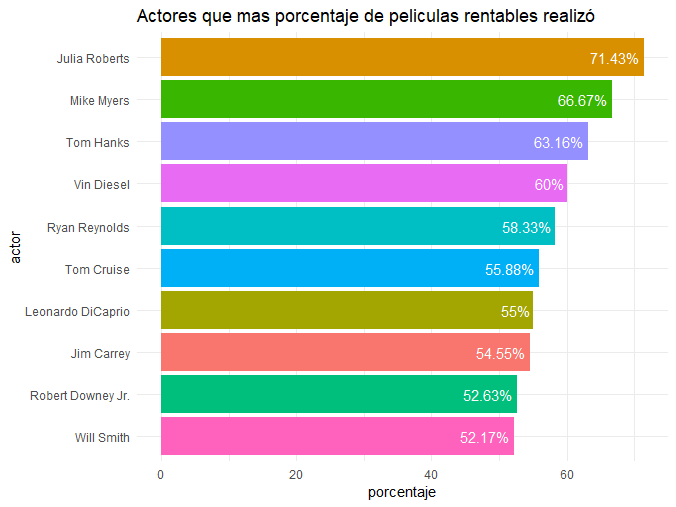 Actores que mas porcentaje de peliculas rentables realizó
Julia Roberts 71.43%
Mike Myers 66.67%
Tom Hanks 63.16%
Vin Diesel 60%
Ryan Reynolds 58.33%
Tom Cruise 55.88%
Leonardo DiCaprio 55%
Jim Carrey 54.55%
Robert Downey Jr. 52.63%
Will Smith 52.17%
actor
0 20 40 60
porcentaje